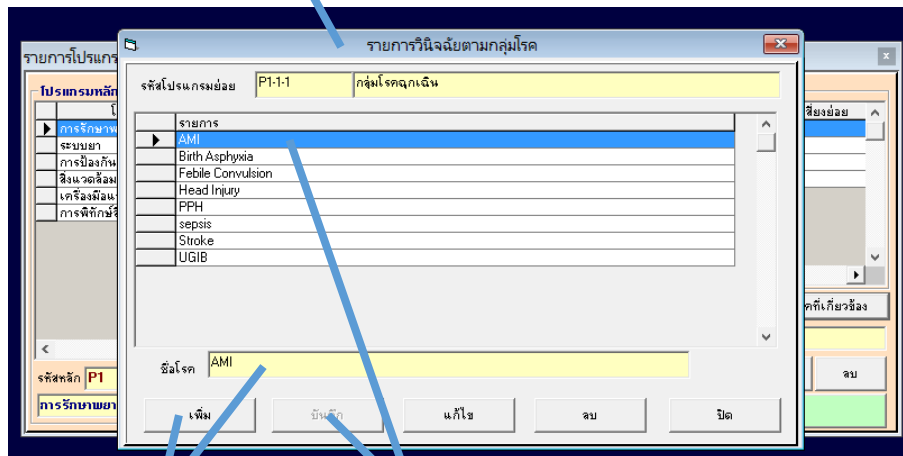 รายการวินิจฉัยตามกลุ่มโรค
รายการโปรแกร
รหัสโปรแกรมย่อย P1-1-1 กลุ่มโรคฉุกเฉิน
โปรแกรมหลัก
รายการ
AMI
Birth Asphyxia
Febile Convulsion
Head Injury
PPH
sepsis
Stroke
UGIB
การรักษาพ
ระบบยา
การป้องกัน
สิ่งแวดล้อม
เครื่องมือแ
การพิทักษ์สิ
สี่ยงย่อย
คที่เกี่ยวข้อง
ชื่อโรค AMI
รหัสหลัก P1
ลบ
การรักษาพยา
เพิ่ม บันทึก แก้ไข ลบ ปิด